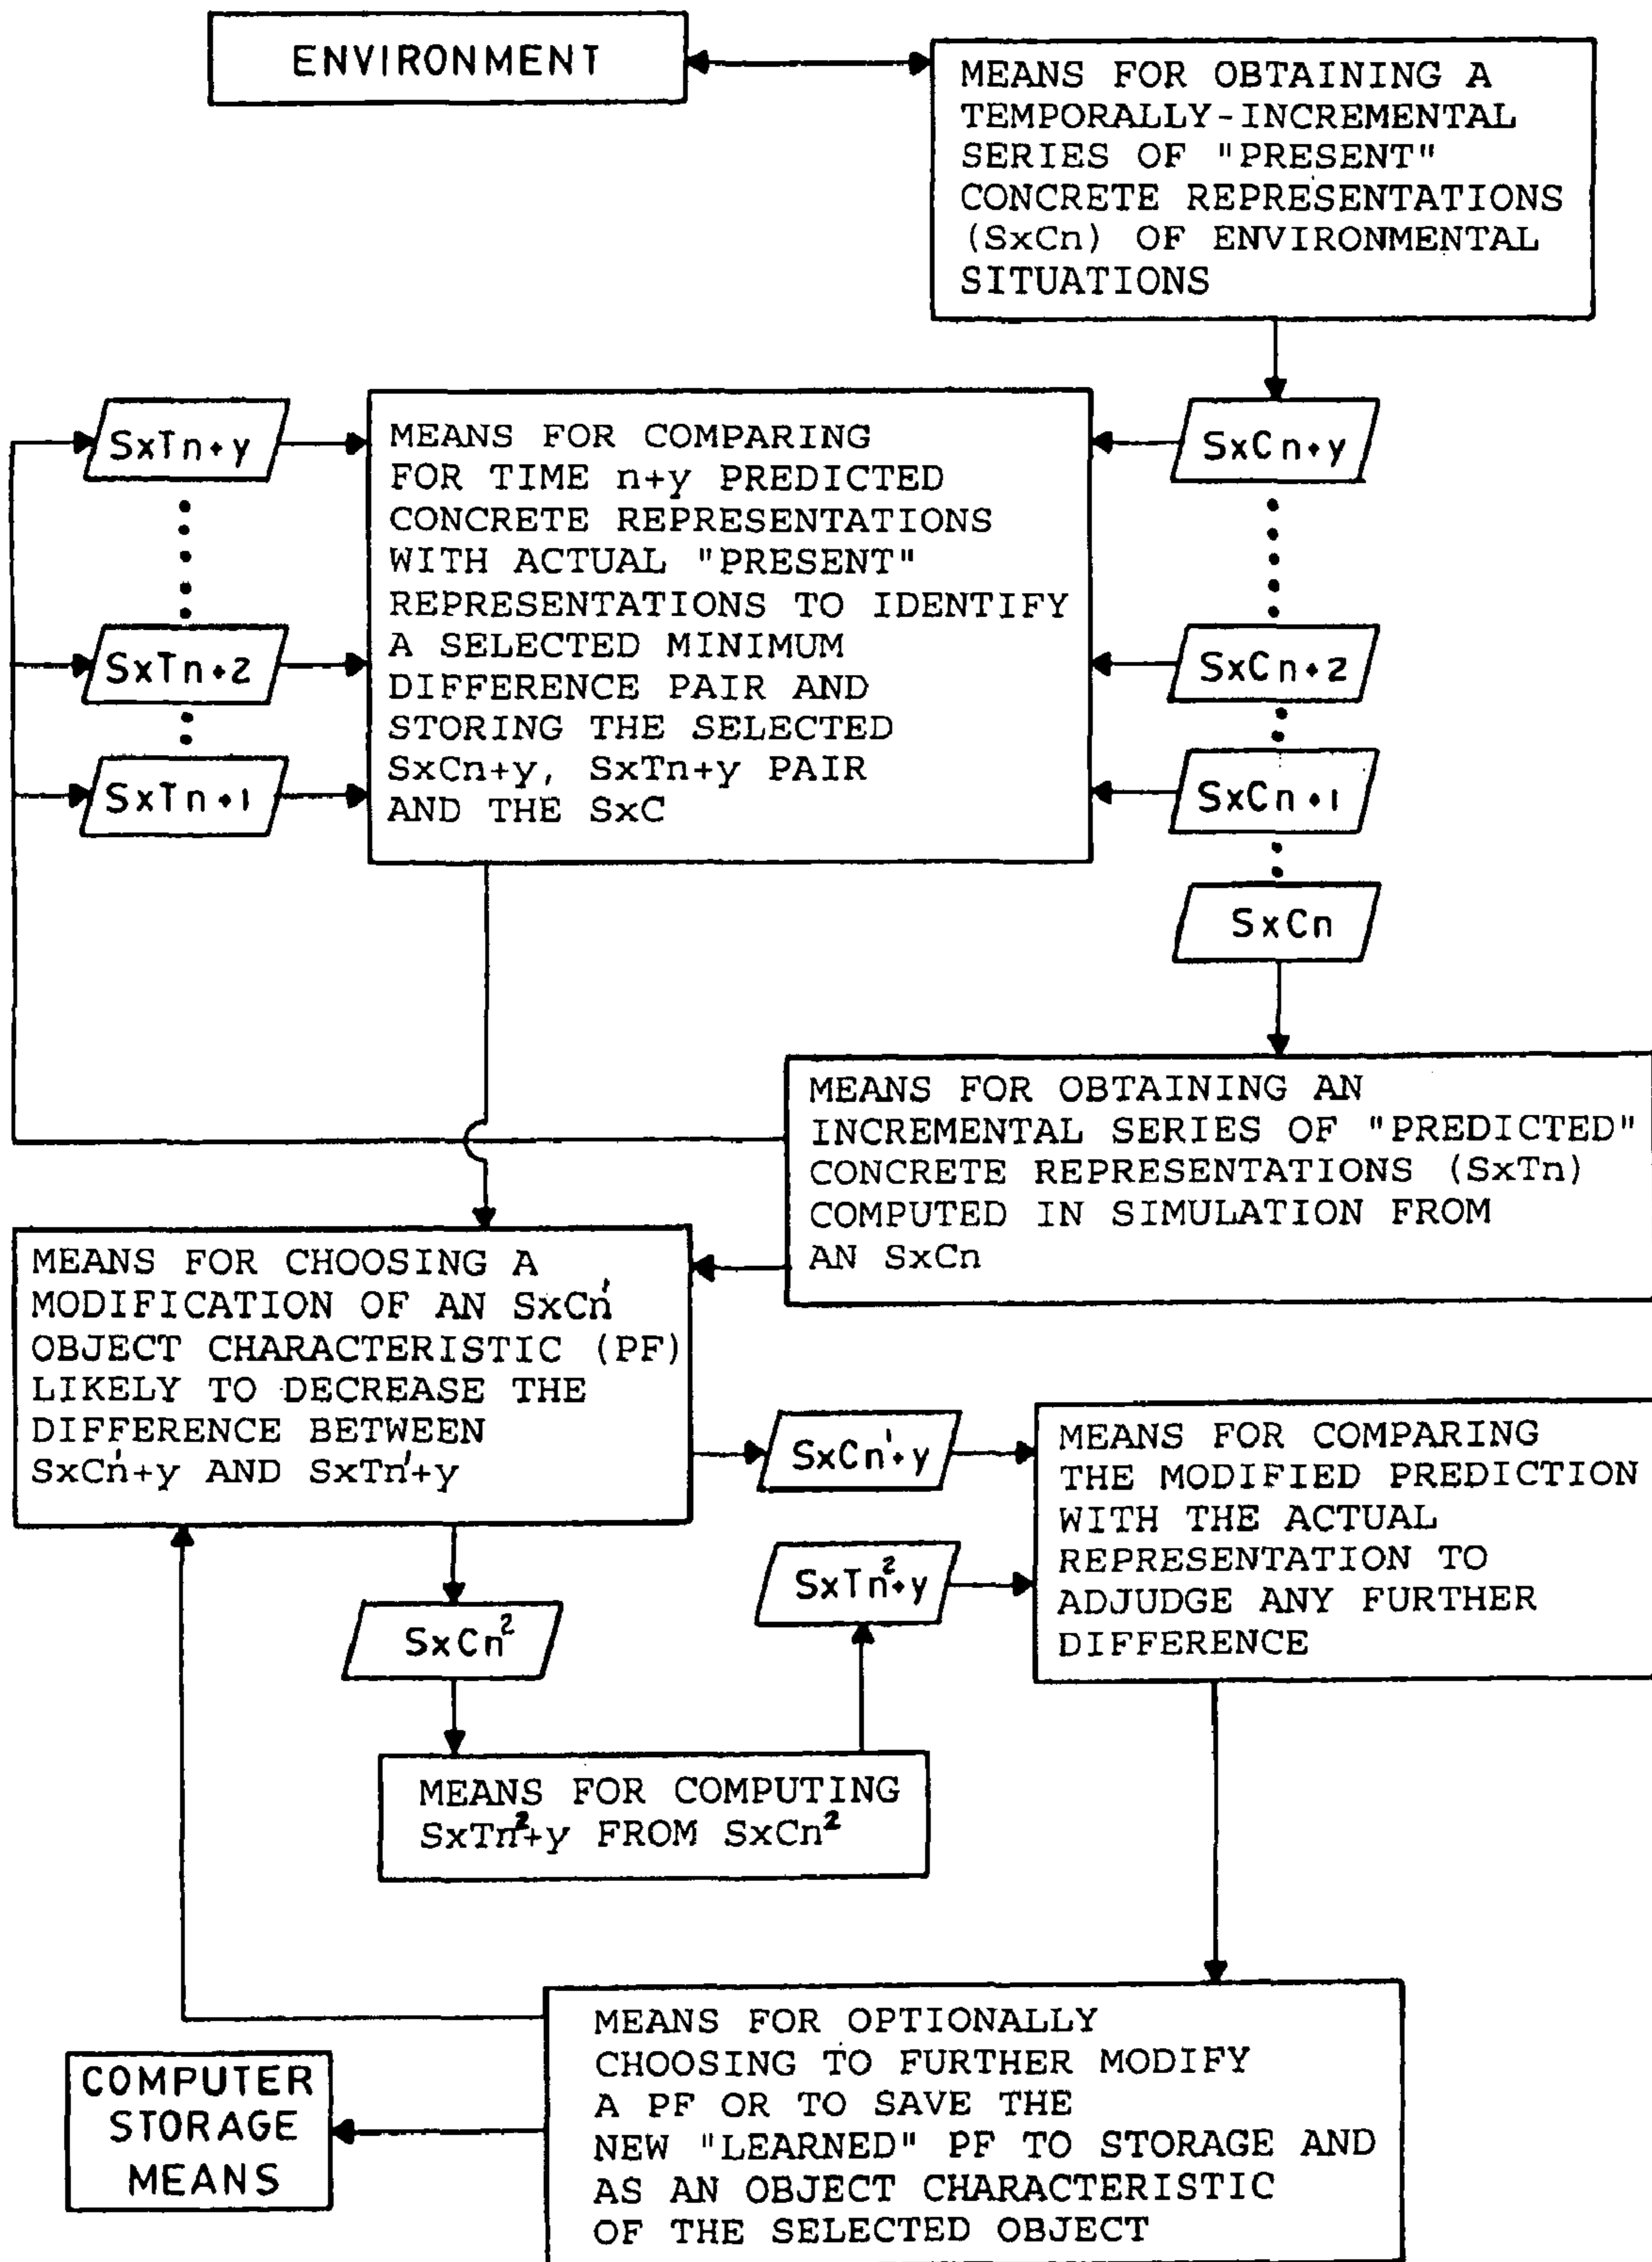 ENVIRONMENT
MEANS FOR OBTAINING A
TEMPORALLY-INCREMENTAL
SERIES OF "PRESENT"
CONCRETE REPRESENTATIONS
(SxCn) OF ENVIRONMENTAL
SITUATIONS
SxTn+y
MEANS FOR COMPARING
FOR TIME n+y PREDICTED
CONCRETE REPRESENTATIONS
WITH ACTUAL "PRESENT"
REPRESENTATIONS TO IDENTIFY
A SELECTED MINIMUM
DIFFERENCE PAIR AND
STORING THE SELECTED
SxCn+y, SxTn+y PAIR
AND THE SxC
SxCn+y
SxTn+2
SxCn+2
SxTn+1
SxCn+1
SxCn
MEANS FOR OBTAINING AN
INCREMENTAL SERIES OF "PREDICTED"
CONCRETE REPRESENTATIONS (SxTn)
COMPUTED IN SIMULATION FROM
AN SxCn
MEANS FOR CHOOSING A
MODIFICATION OF AN SxCn'
OBJECT CHARACTERISTIC (PF)
LIKELY TO DECREASE THE
DIFFERENCE BETWEEN
SxCn'+y AND SxTn'+y
SxCn'+y
SxTn²+y
MEANS FOR COMPARING
THE MODIFIED PREDICTION
WITH THE ACTUAL
REPRESENTATION TO
ADJUDGE ANY FURTHER
DIFFERENCE
SxCn²
MEANS FOR COMPUTING
SxTn²+y FROM SxCn²
MEANS FOR OPTIONALLY
CHOOSING TO FURTHER MODIFY
A PF OR TO SAVE THE
NEW "LEARNED" PF TO STORAGE AND
AS AN OBJECT CHARACTERISTIC
OF THE SELECTED OBJECT
COMPUTER
STORAGE
MEANS